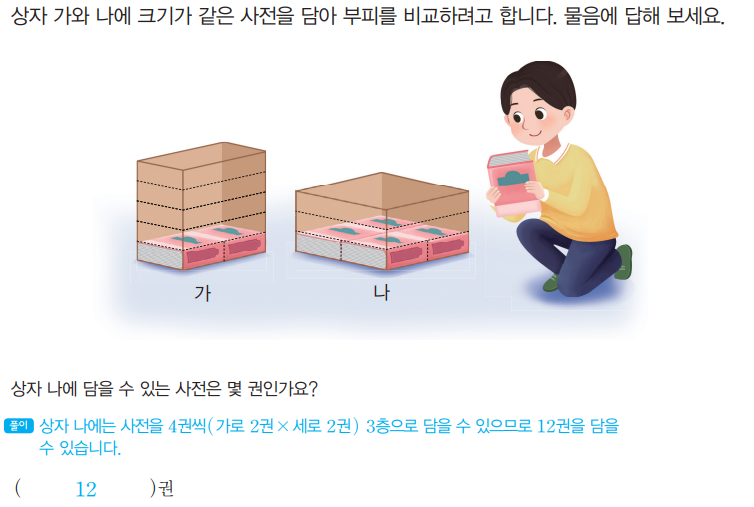 상자 가와 나에 크기가 같은 사전을 담아 부피를 비교하려고 합니다. 물음에 답해 보세요.
가
나
상자 나에 담을 수 있는 사전은 몇 권인가요?
풀이 상자 나에는 사전을 4권씩(가로 2권×세로 2권) 3층으로 담을 수 있으므로 12권을 담을
수 있습니다.
( 12 )권